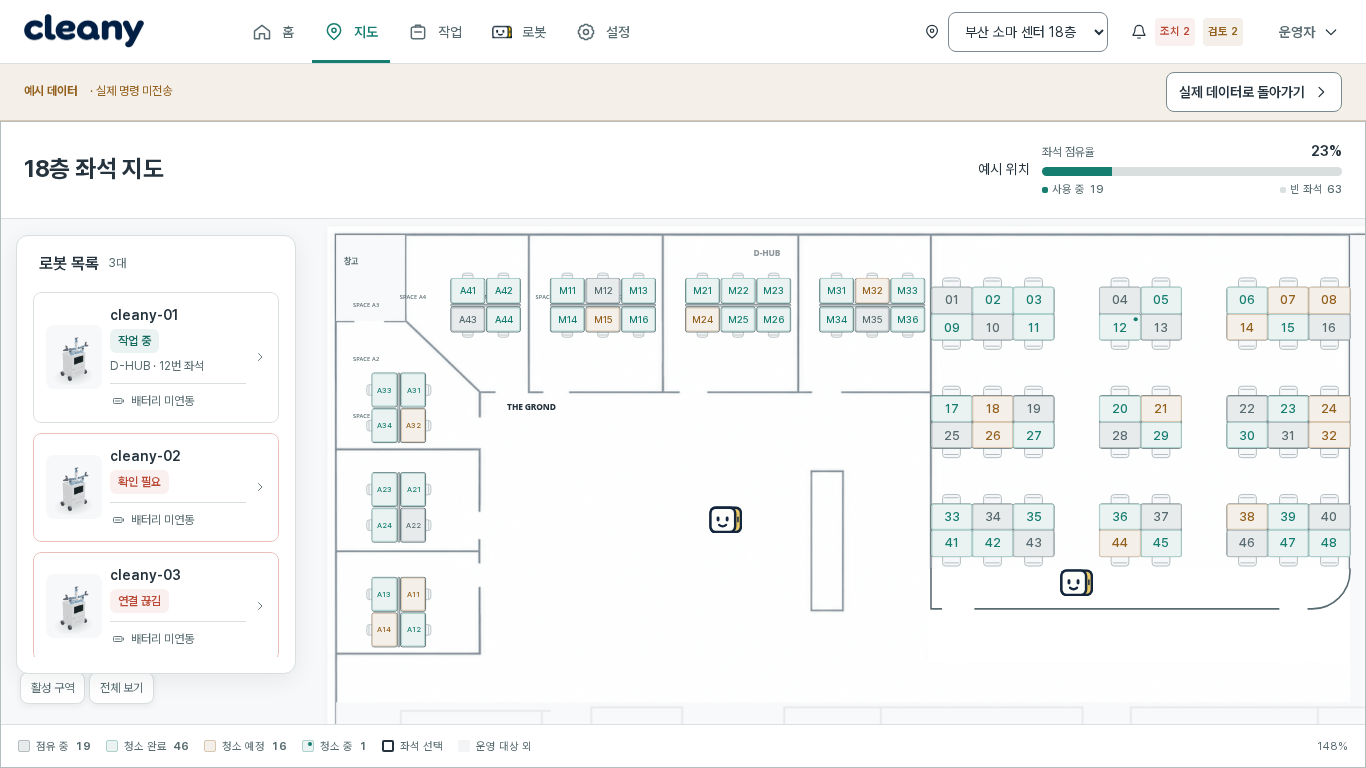 cleany
홈
지도
작업
로봇
설정
부산 소마 센터 18층
조치 2
검토 2
운영자
예시 데이터 · 실제 명령 미전송
실제 데이터로 돌아가기
18층 좌석 지도
예시 위치
좌석 점유율 23%
사용 중 19 빈 좌석 63
로봇 목록 3대
cleany-01
작업 중
D-HUB · 12번 좌석
배터리 미연동
cleany-02
확인 필요
배터리 미연동
cleany-03
연결 끊김
배터리 미연동
활성 구역
전체 보기
창고
SPACE A3
SPACE A4
SPACE A2
SPACE
SPAC
D-HUB
THE GROND
A41 A42
A43 A44
M11 M12 M13
M14 M15 M16
M21 M22 M23
M24 M25 M26
M31 M32 M33
M34 M35 M36
A33 A31
A34 A32
A23 A21
A24 A22
A13 A11
A14 A12
01 02 03 04 05 06 07 08
09 10 11 12 13 14 15 16
17 18 19 20 21 22 23 24
25 26 27 28 29 30 31 32
33 34 35 36 37 38 39 40
41 42 43 44 45 46 47 48
점유 중 19 청소 완료 46 청소 예정 16 청소 중 1 좌석 선택 운영 대상 외
148%